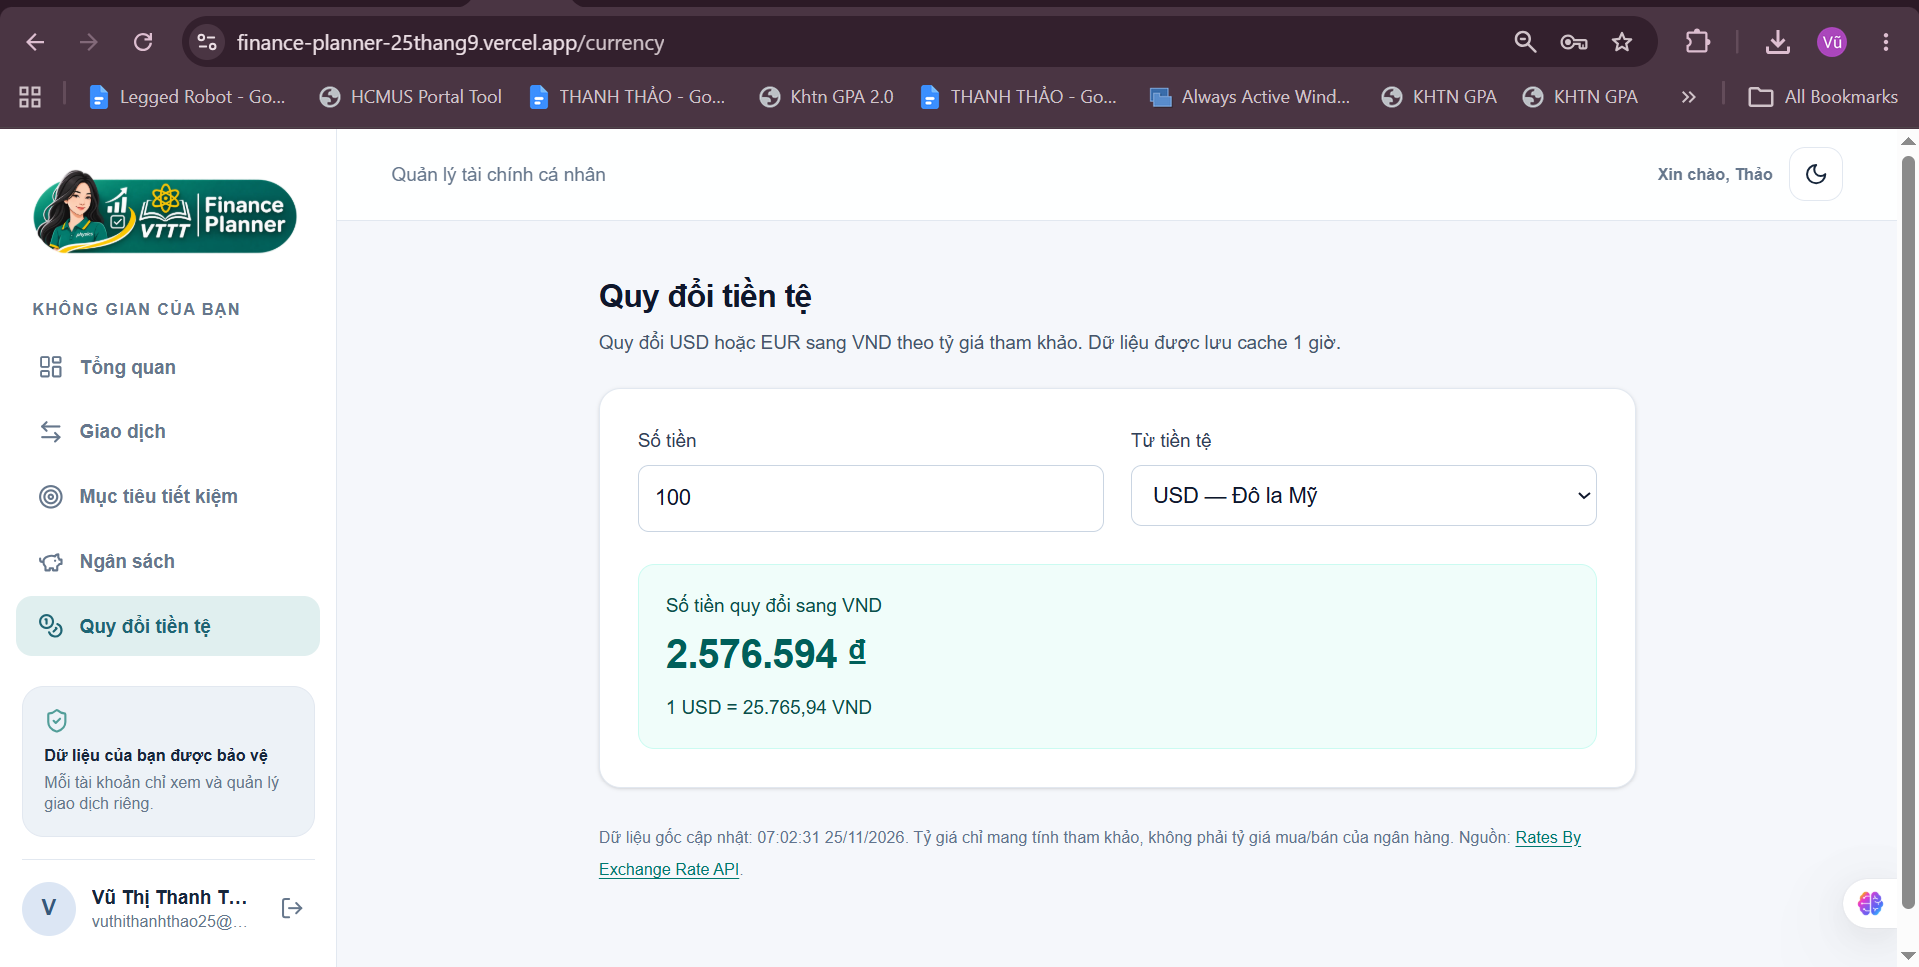 finance-planner-25thang9.vercel.app/currency
Vũ
Legged Robot - Go...
HCMUS Portal Tool
THANH THẢO - Go...
Khtn GPA 2.0
THANH THẢO - Go...
Always Active Wind...
KHTN GPA
KHTN GPA
All Bookmarks
VTTT
Finance
Planner
Quản lý tài chính cá nhân
Xin chào, Thảo
KHÔNG GIAN CỦA BẠN
Tổng quan
Giao dịch
Mục tiêu tiết kiệm
Ngân sách
Quy đổi tiền tệ
Dữ liệu của bạn được bảo vệ
Mỗi tài khoản chỉ xem và quản lý
giao dịch riêng.
V
Vũ Thị Thanh T...
vuthithanhthao25@...
Quy đổi tiền tệ
Quy đổi USD hoặc EUR sang VND theo tỷ giá tham khảo. Dữ liệu được lưu cache 1 giờ.
Số tiền
Từ tiền tệ
100
USD — Đô la Mỹ
Số tiền quy đổi sang VND
2.576.594 ₫
1 USD = 25.765,94 VND
Dữ liệu gốc cập nhật: 07:02:31 25/11/2026. Tỷ giá chỉ mang tính tham khảo, không phải tỷ giá mua/bán của ngân hàng. Nguồn: Rates By
Exchange Rate API.